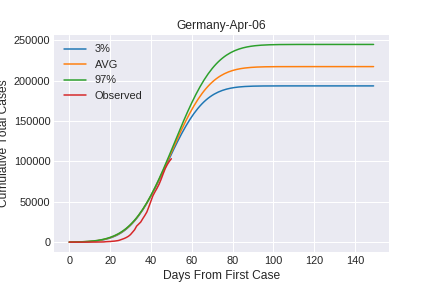 Germany-Apr-06
250000
200000
150000
100000
50000
0
3%
AVG
97%
Observed
Cumulative Total Cases
0 20 40 60 80 100 120 140
Days From First Case